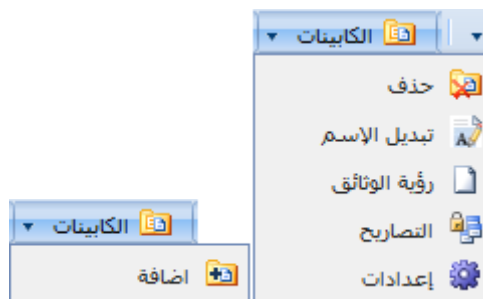 الكابينات
حذف
تبديل الإسم
رؤية الوثائق
التصاريح
إعدادات
الكابينات
اضافة